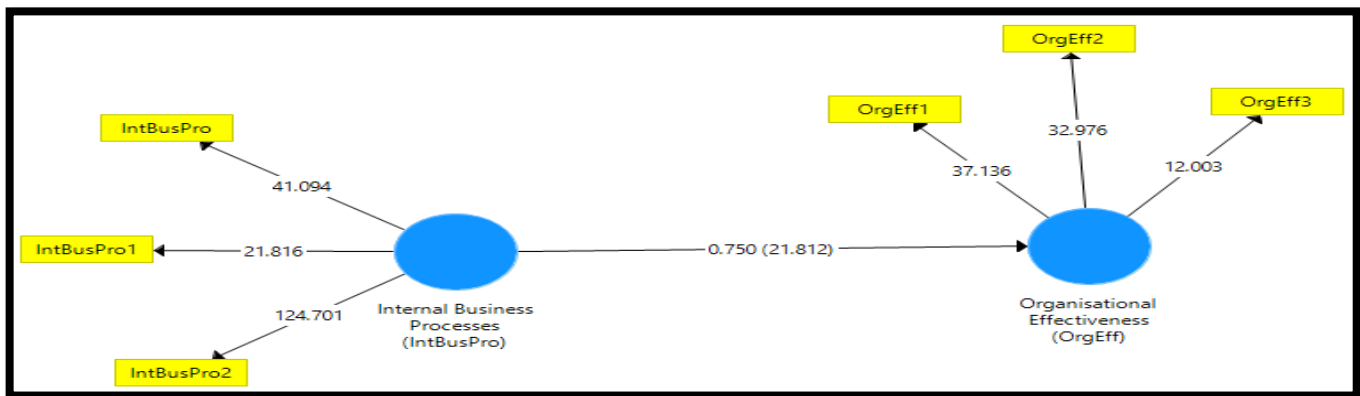 OrgEff2
OrgEff1
OrgEff3
IntBusPro
32.976
12.003
37.136
41.094
IntBusPro1
21.816
0.750 (21.812)
124.701
Internal Business
Processes
(IntBusPro)
Organisational
Effectiveness
(OrgEff)
IntBusPro2